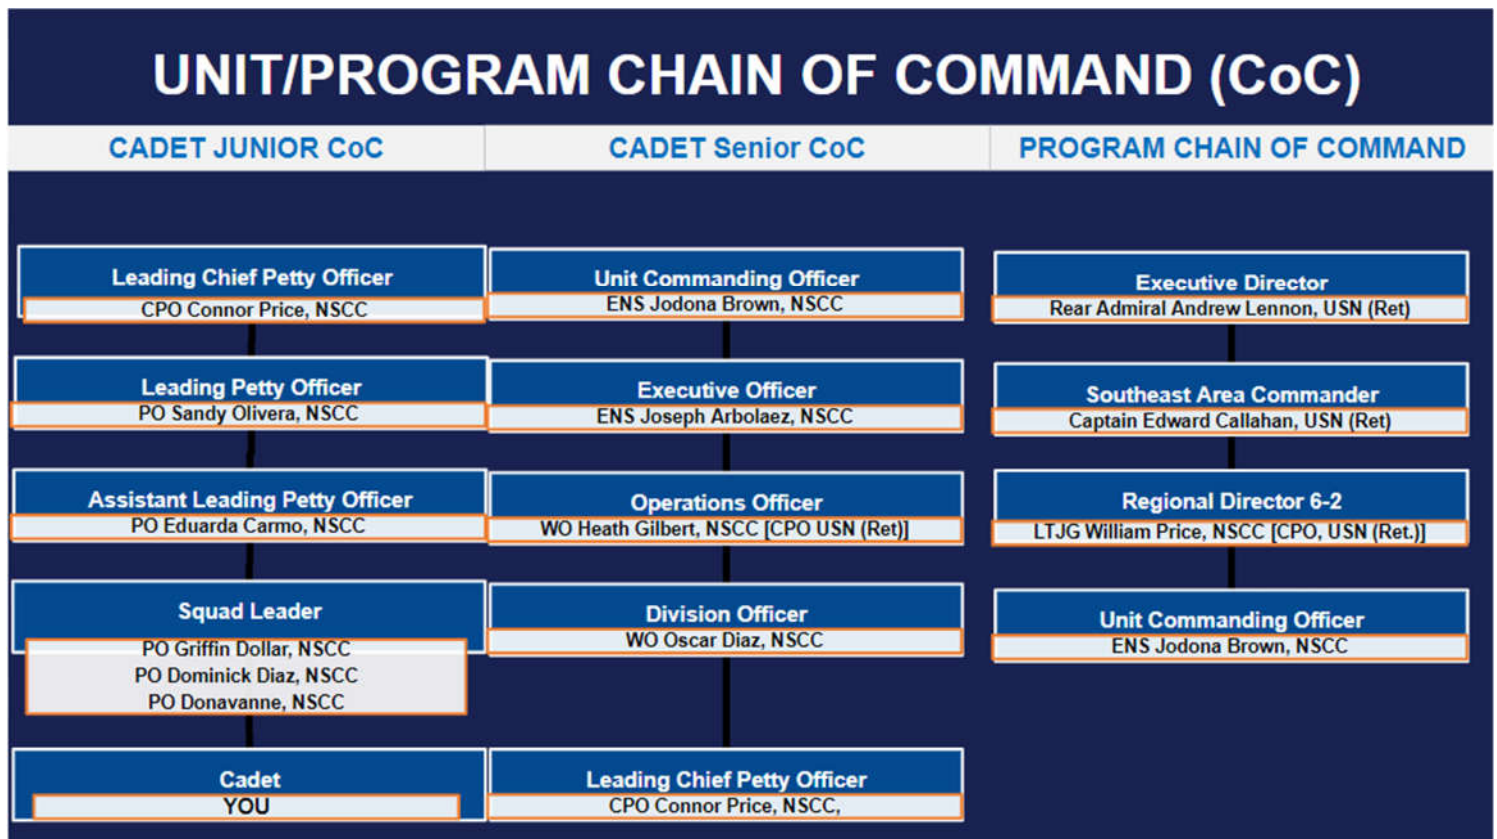 UNIT/PROGRAM CHAIN OF COMMAND (CoC)
CADET JUNIOR CoC
Leading Chief Petty Officer
CPO Connor Price, NSCC
Leading Petty Officer
PO Sandy Olivera, NSCC
Assistant Leading Petty Officer
PO Eduarda Carmo, NSCC
Squad Leader
PO Griffin Dollar, NSCC
PO Dominick Diaz, NSCC
PO Donavanne, NSCC
Cadet
YOU
CADET Senior CoC
Unit Commanding Officer
ENS Jodona Brown, NSCC
Executive Officer
ENS Joseph Arbolaez, NSCC
Operations Officer
WO Heath Gilbert, NSCC [CPO USN (Ret)]
Division Officer
WO Oscar Diaz, NSCC
Leading Chief Petty Officer
CPO Connor Price, NSCC,
PROGRAM CHAIN OF COMMAND
Executive Director
Rear Admiral Andrew Lennon, USN (Ret)
Southeast Area Commander
Captain Edward Callahan, USN (Ret)
Regional Director 6-2
LTJG William Price, NSCC [CPO, USN (Ret.)]
Unit Commanding Officer
ENS Jodona Brown, NSCC